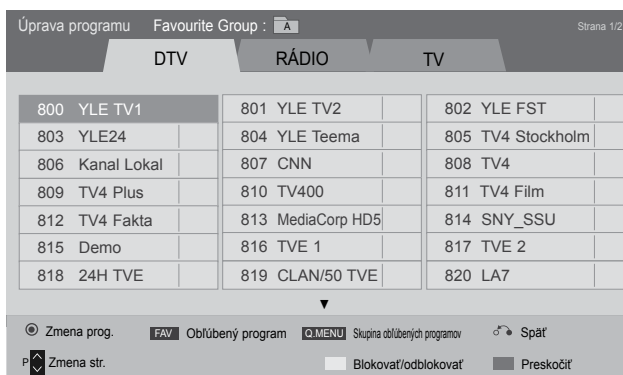 Úprava programu Favourite Group : A Strana 1/2
DTV RÁDIO TV
800 YLE TV1 801 YLE TV2 802 YLE FST
803 YLE24 804 YLE Teema 805 TV4 Stockholm
806 Kanal Lokal 807 CNN 808 TV4
809 TV4 Plus 810 TV400 811 TV4 Film
812 TV4 Fakta 813 MediaCorp HD5 814 SNY_SSU
815 Demo 816 TVE 1 817 TVE 2
818 24H TVE 819 CLAN/50 TVE 820 LA7
Zmena prog. FAV Obľúbený program Q.MENU Skupina obľúbených programov Späť
P Zmena str. Blokovať/odblokovať Preskočiť